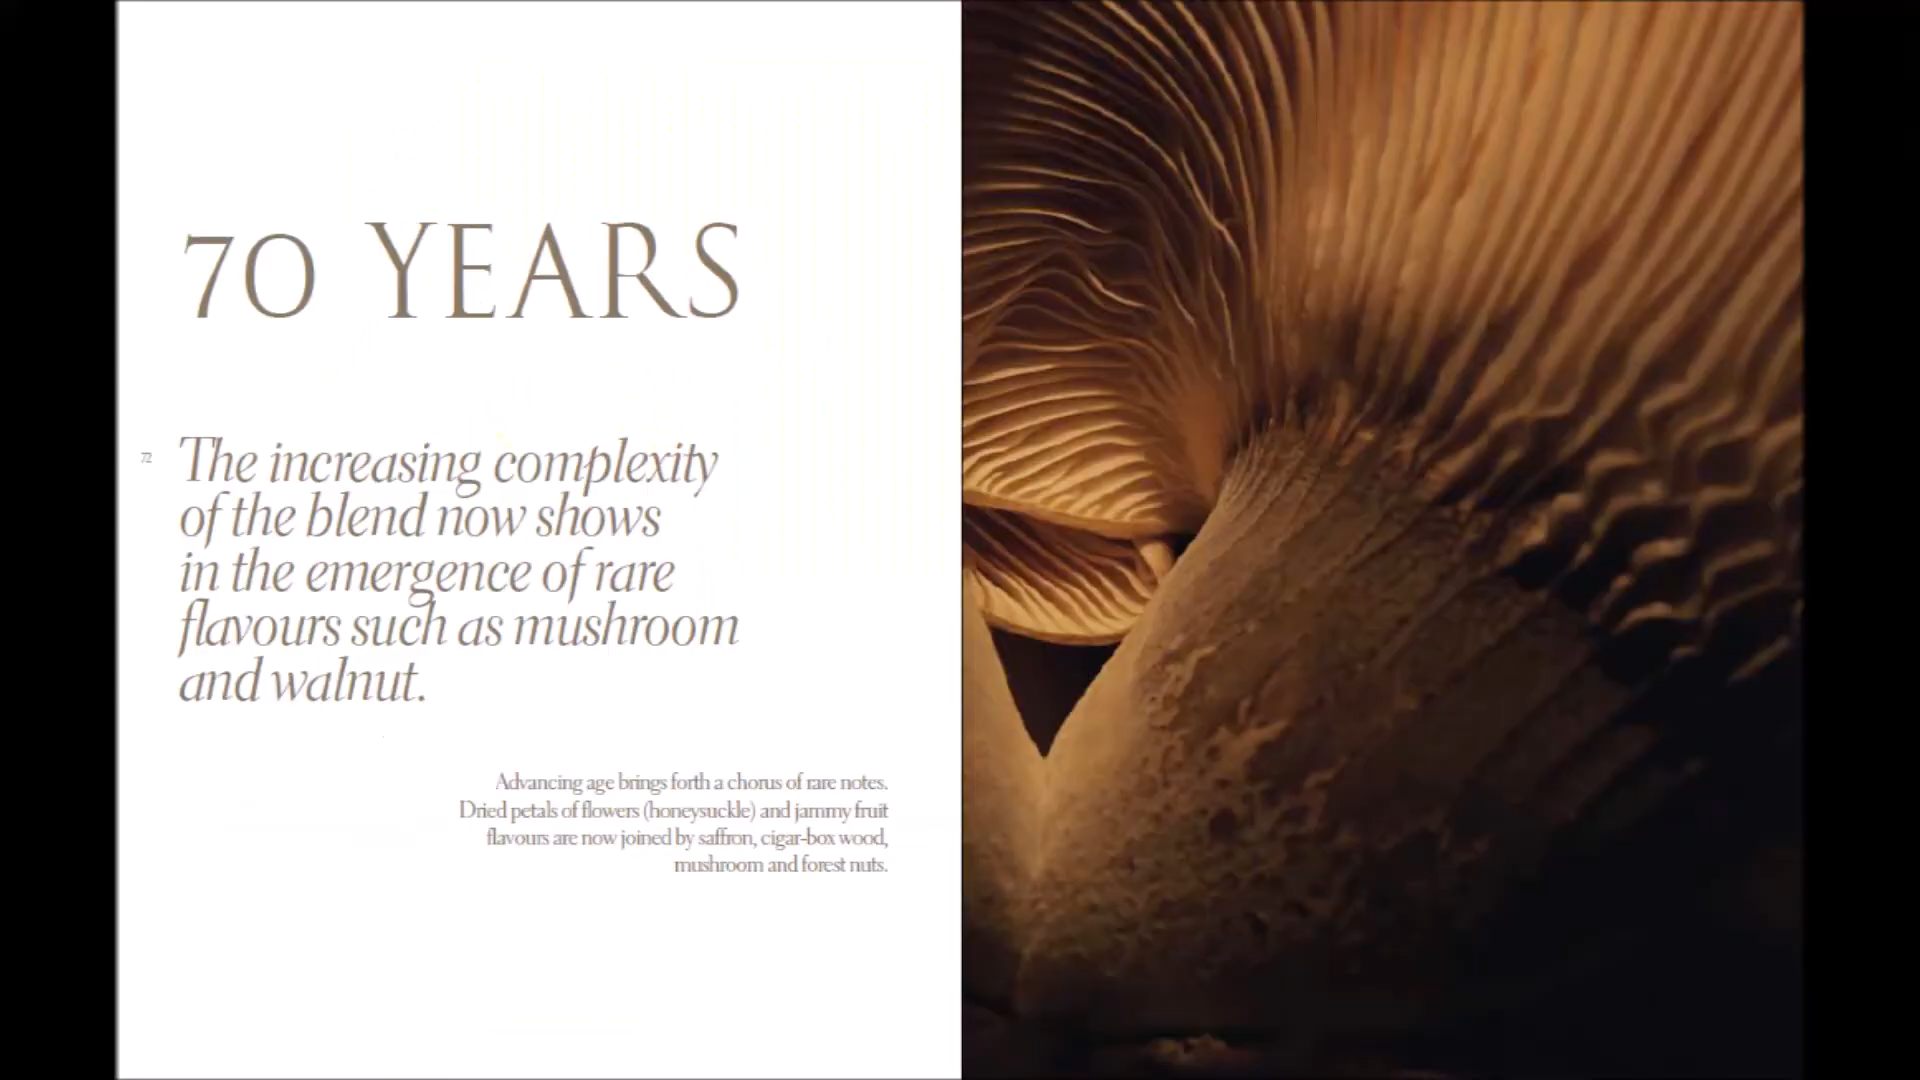 70 YEARS
72
The increasing complexity
of the blend now shows
in the emergence of rare
flavours such as mushroom
and walnut.
Advancing age brings forth a chorus of rare notes.
Dried petals of flowers (honeysuckle) and jammy fruit
flavours are now joined by saffron, cigar-box wood,
mushroom and forest nuts.